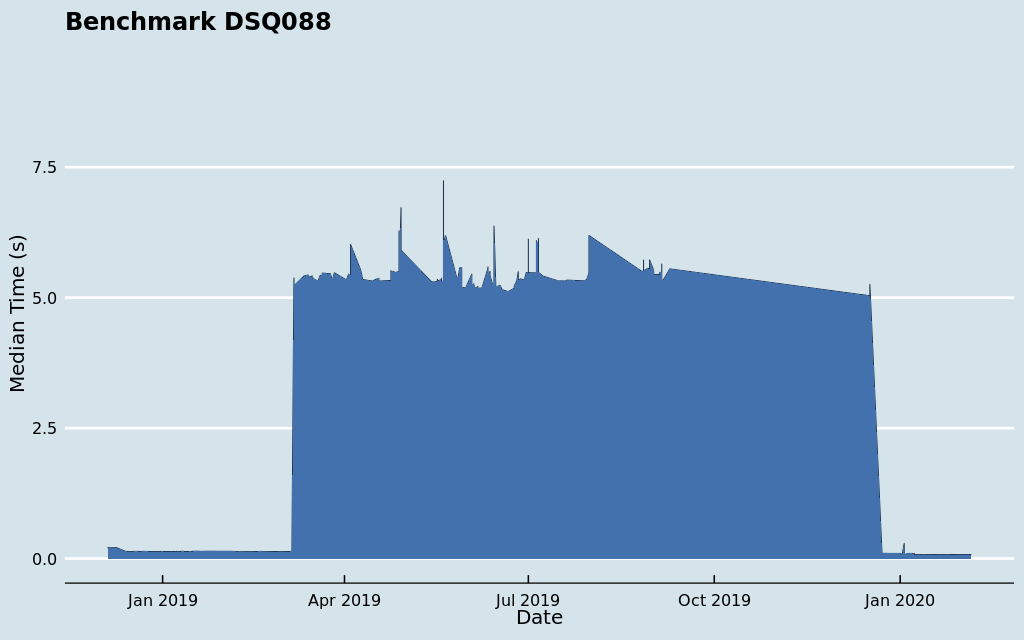 Benchmark DSQ088
Median Time (s)
7.5
5.0
2.5
0.0
Jan 2019
Apr 2019
Jul 2019
Oct 2019
Jan 2020
Date